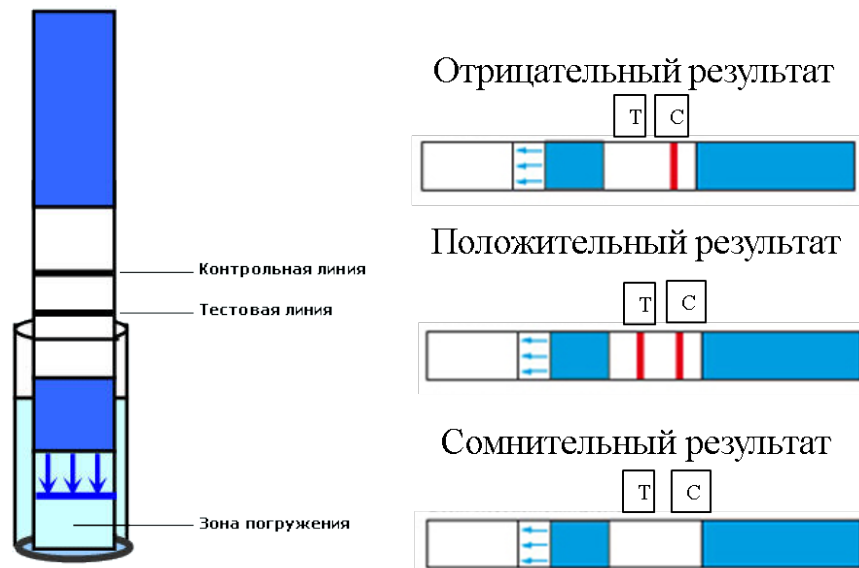 Контрольная линия
Тестовая линия
Зона погружения
Отрицательный результат
T C
Положительный результат
T C
Сомнительный результат
T C